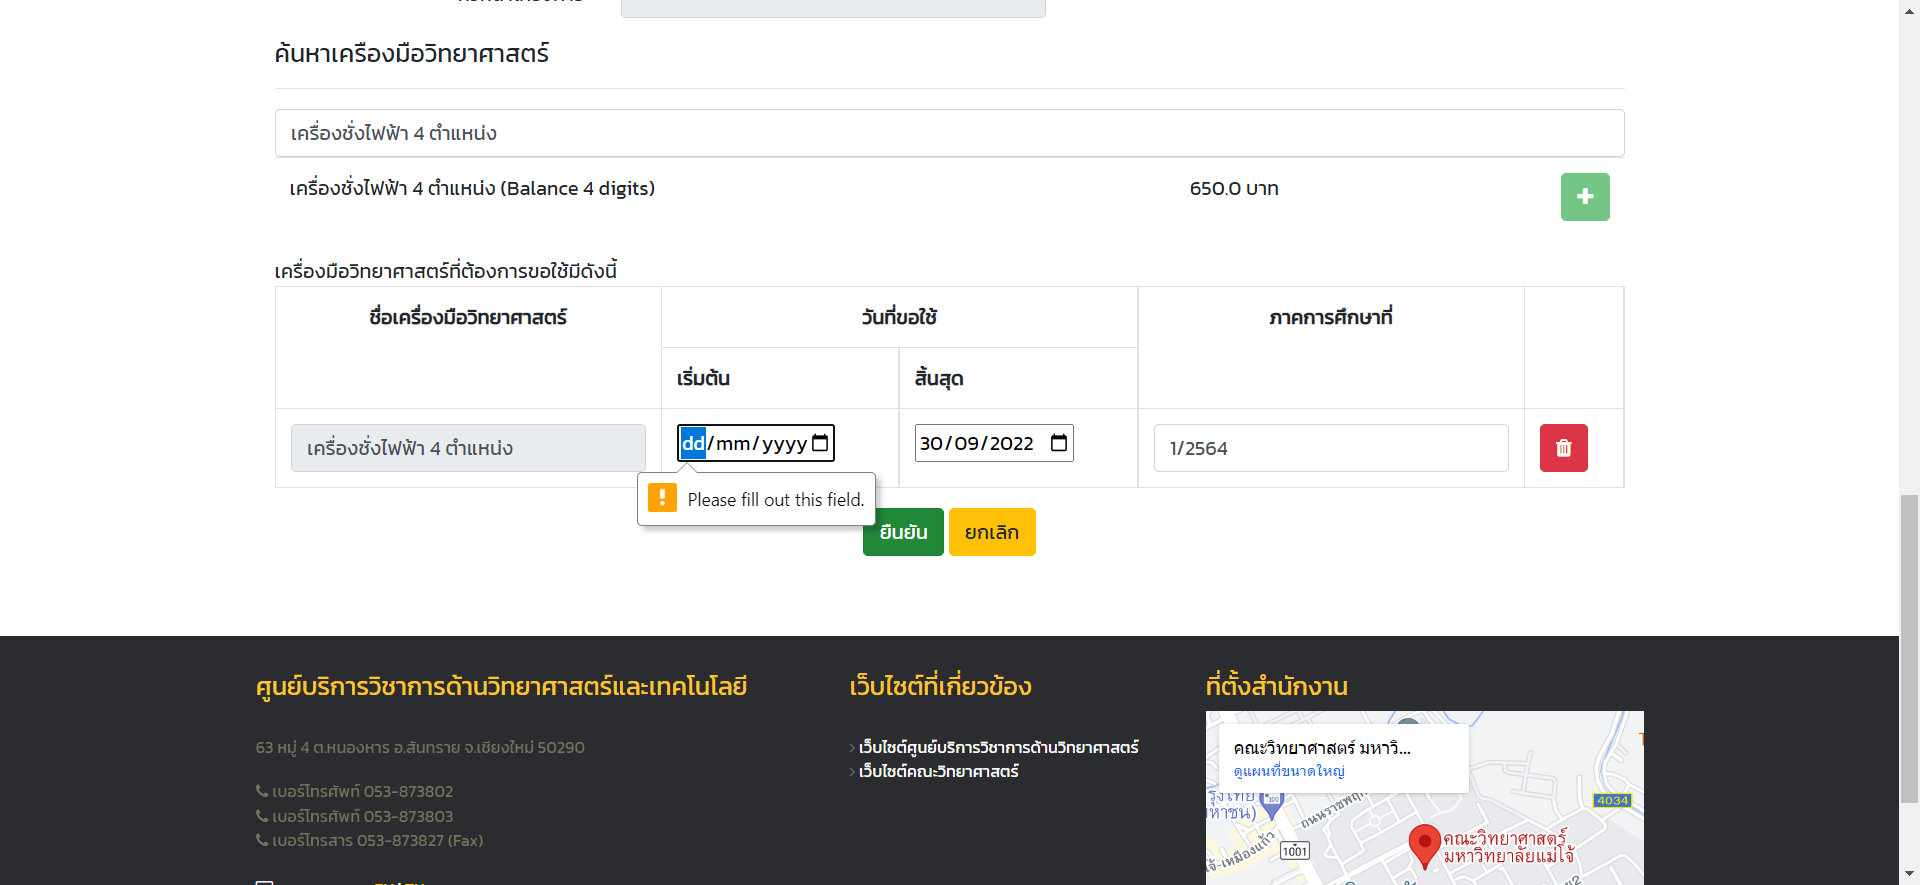 ค้นหาเครื่องมือวิทยาศาสตร์
เครื่องชั่งไฟฟ้า 4 ตำแหน่ง
เครื่องชั่งไฟฟ้า 4 ตำแหน่ง (Balance 4 digits) 650.0 บาท
เครื่องมือวิทยาศาสตร์ที่ต้องการขอใช้มีดังนี้
ชื่อเครื่องมือวิทยาศาสตร์ วันที่ขอใช้ ภาคการศึกษาที่
เริ่มต้น สิ้นสุด
เครื่องชั่งไฟฟ้า 4 ตำแหน่ง dd/mm/yyyy 30/09/2022 1/2564
Please fill out this field.
ยืนยัน ยกเลิก
ศูนย์บริการวิชาการด้านวิทยาศาสตร์และเทคโนโลยี
63 หมู่ 4 ต.หนองหาร อ.สันทราย จ.เชียงใหม่ 50290
เบอร์โทรศัพท์ 053-873802
เบอร์โทรศัพท์ 053-873803
เบอร์โทรสาร 053-873827 (Fax)
เว็บไซต์ที่เกี่ยวข้อง
เว็บไซต์ศูนย์บริการวิชาการด้านวิทยาศาสตร์
เว็บไซต์คณะวิทยาศาสตร์
ที่ตั้งสำนักงาน
คณะวิทยาศาสตร์ มหาวิ...
ดูแผนที่ขนาดใหญ่
4034
1001
คณะวิทยาศาสตร์
มหาวิทยาลัยแม่โจ้